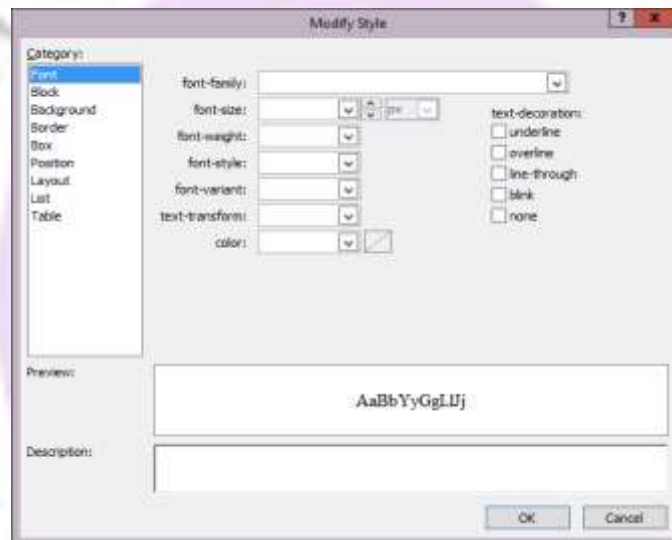 Modify Style
? x
Category:
Font
Block
Background
Border
Box
Position
Layout
List
Table
font-family:
font-size:
px
font-weight:
font-style:
font-variant:
text-transform:
color:
text-decoration:
underline
overline
line-through
blink
none
Preview:
AaBbYyGgLlJj
Description:
OK
Cancel